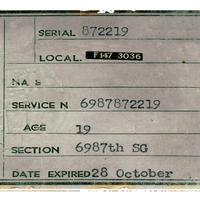 SERIAL 872219
LOCAL. F147 3036
NA E
SERVICE N 6987872219
AGE 19
SECTION 6987th SG
DATE EXPIRED 28 October